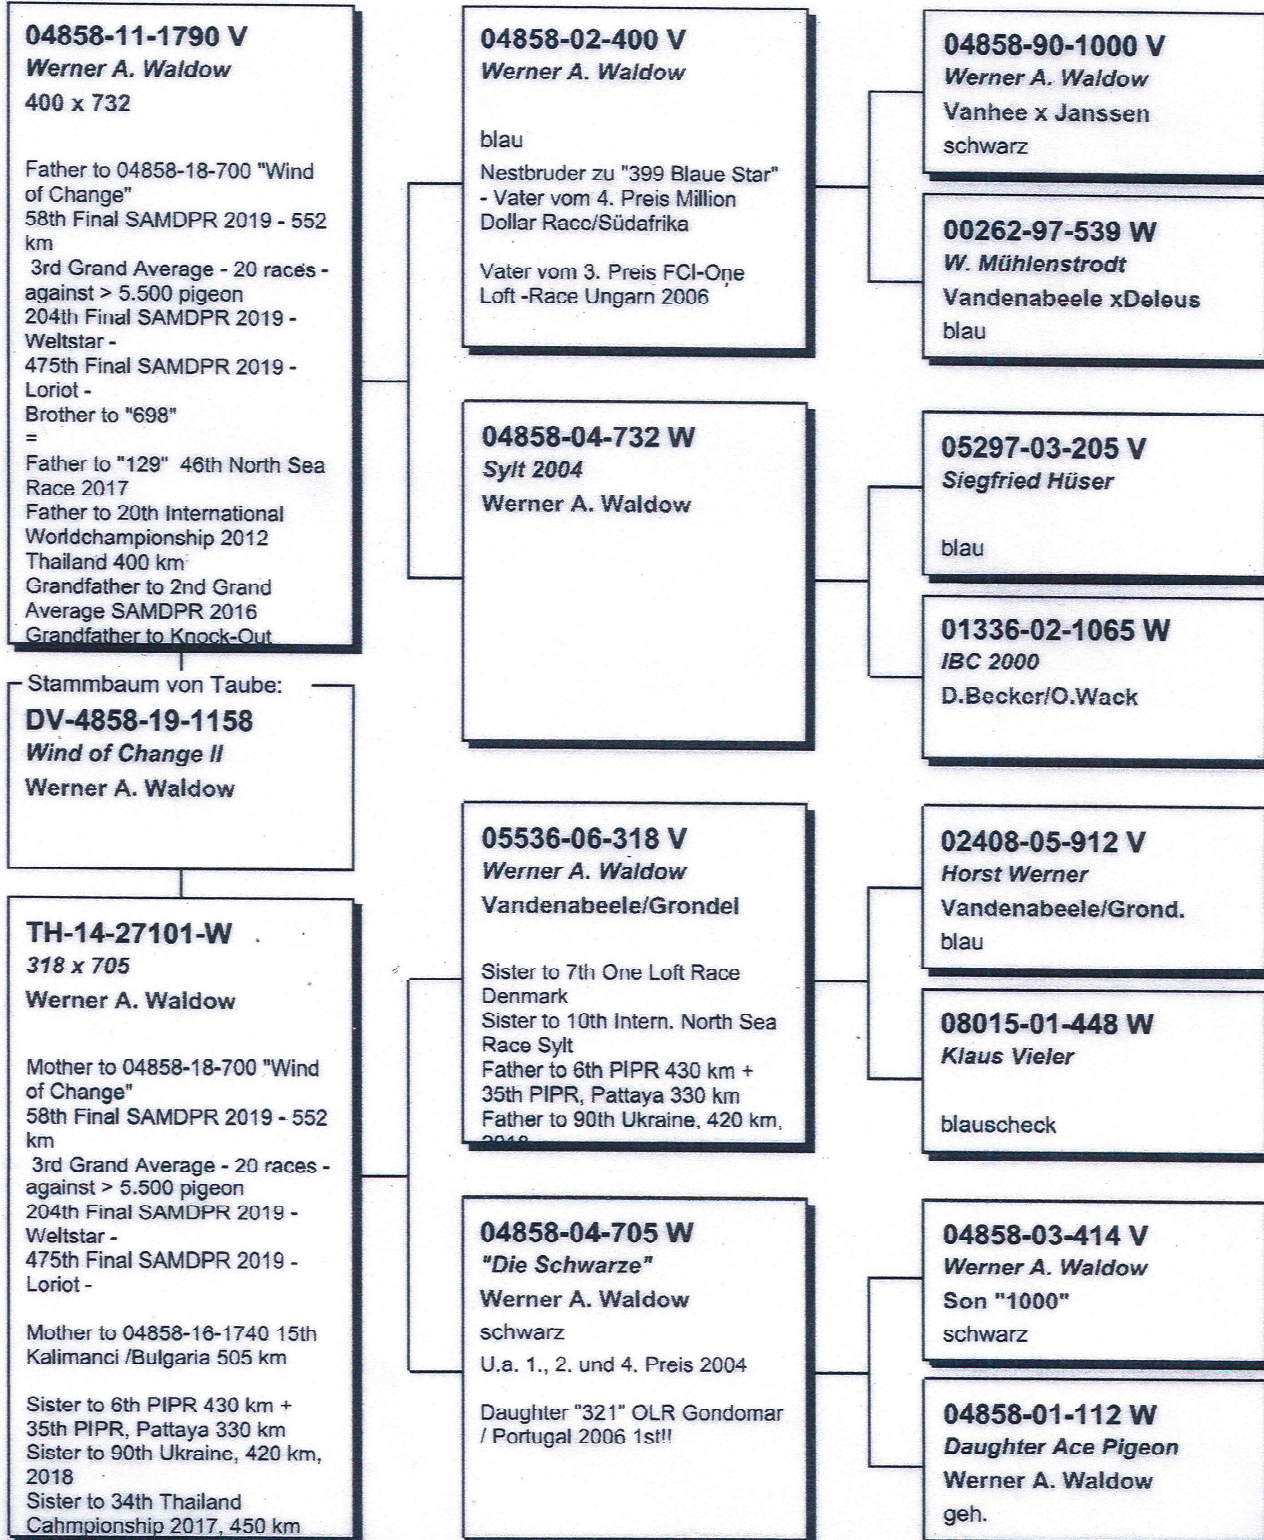 04858-11-1790 V
Werner A. Waldow
400 x 732
Father to 04858-18-700 "Wind
of Change"
58th Final SAMDPR 2019 - 552
km
3rd Grand Average - 20 races -
against > 5.500 pigeon
204th Final SAMDPR 2019 -
Weltstar -
475th Final SAMDPR 2019 -
Loriot -
Brother to "698"
=
Father to "129" 46th North Sea
Race 2017
Father to 20th International
Worldchampionship 2012
Thailand 400 km
Grandfather to 2nd Grand
Average SAMDPR 2016
Grandfather to Knock-Out
Stammbaum von Taube:
DV-4858-19-1158
Wind of Change II
Werner A. Waldow
TH-14-27101-W
318 x 705
Werner A. Waldow
Mother to 04858-18-700 "Wind
of Change"
58th Final SAMDPR 2019 - 552
km
3rd Grand Average - 20 races -
against > 5.500 pigeon
204th Final SAMDPR 2019 -
Weltstar -
475th Final SAMDPR 2019 -
Loriot -
Mother to 04858-16-1740 15th
Kalimanci /Bulgaria 505 km
Sister to 6th PIPR 430 km +
35th PIPR, Pattaya 330 km
Sister to 90th Ukraine, 420 km,
2018
Sister to 34th Thailand
Cahmpionship 2017, 450 km
04858-02-400 V
Werner A. Waldow
blau
Nestbruder zu "399 Blaue Star"
- Vater vom 4. Preis Million
Dollar Race/Südafrika
Vater vom 3. Preis FCI-One
Loft -Race Ungarn 2006
04858-04-732 W
Sylt 2004
Werner A. Waldow
05536-06-318 V
Werner A. Waldow
Vandenabeele/Grondel
Sister to 7th One Loft Race
Denmark
Sister to 10th Intern. North Sea
Race Sylt
Father to 6th PIPR 430 km +
35th PIPR, Pattaya 330 km
Father to 90th Ukraine, 420 km,
2018
04858-04-705 W
"Die Schwarze"
Werner A. Waldow
schwarz
U.a. 1., 2. und 4. Preis 2004
Daughter "321" OLR Gondomar
/ Portugal 2006 1st!!
04858-90-1000 V
Werner A. Waldow
Vanhee x Janssen
schwarz
00262-97-539 W
W. Mühlenstrodt
Vandenabeele xDeleus
blau
05297-03-205 V
Siegfried Hüser
blau
01336-02-1065 W
IBC 2000
D.Becker/O.Wack
02408-05-912 V
Horst Werner
Vandenabeele/Grond.
blau
08015-01-448 W
Klaus Vieler
blauscheck
04858-03-414 V
Werner A. Waldow
Son "1000"
schwarz
04858-01-112 W
Daughter Ace Pigeon
Werner A. Waldow
geh.